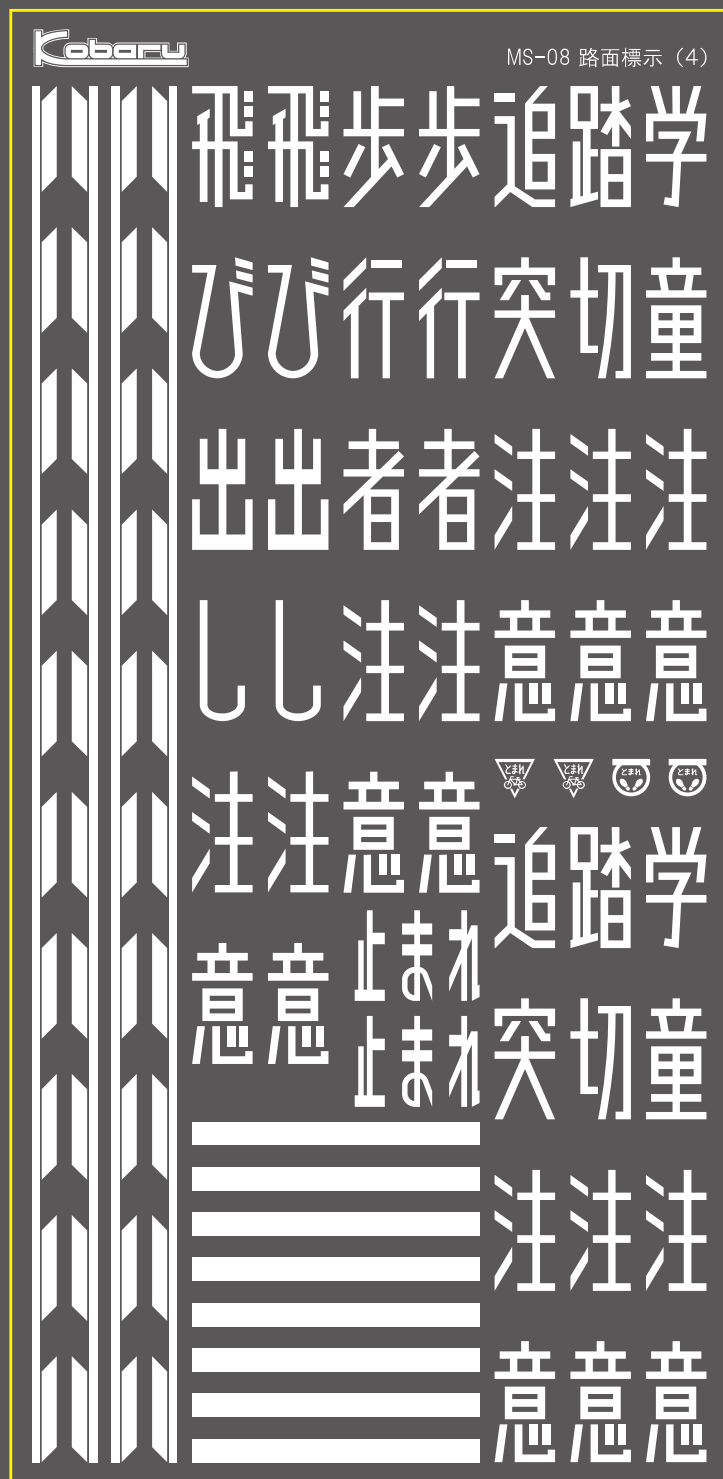 Kobaru
MS-08 路面標示（4）
飛び出し注意
飛び出し注意
歩行者注意
歩行者注意
追突注意
踏切注意
学童注意
とまれ
とまれ
とまれ
とまれ
止まれ
止まれ
追突注意
踏切注意
学童注意